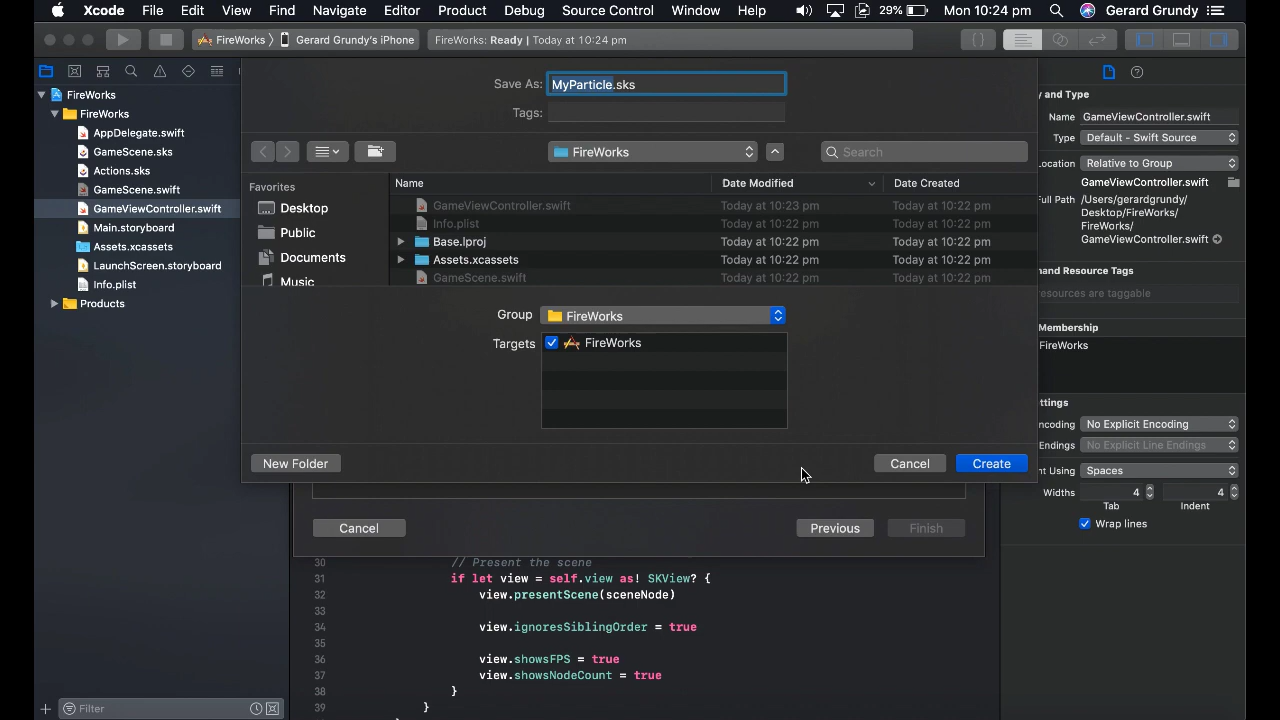 Xcode File Edit View Find Navigate Editor Product Debug Source Control Window Help 29% Mon 10:24 pm Gerard Grundy
FireWorks Gerard Grundy's iPhone FireWorks: Ready | Today at 10:24 pm
FireWorks
FireWorks
AppDelegate.swift
GameScene.sks
Actions.sks
GameScene.swift
GameViewController.swift
Main.storyboard
Assets.xcassets
LaunchScreen.storyboard
Info.plist
Products
Filter
Save As: MyParticle.sks
Tags:
FireWorks Search
Favorites
Desktop
Public
Documents
Music
Name Date Modified Date Created
GameViewController.swift Today at 10:23 pm Today at 10:22 pm
Info.plist Today at 10:22 pm Today at 10:22 pm
Base.lproj Today at 10:22 pm Today at 10:22 pm
Assets.xcassets Today at 10:22 pm Today at 10:22 pm
GameScene.swift Today at 10:22 pm Today at 10:22 pm
Group FireWorks
Targets FireWorks
New Folder Cancel Create
Cancel Previous Finish
30 // Present the scene
31 if let view = self.view as! SKView? {
32 view.presentScene(sceneNode)
33
34 view.ignoresSiblingOrder = true
35
36 view.showsFPS = true
37 view.showsNodeCount = true
38 }
39 }
y and Type
Name GameViewController.swift
Type Default - Swift Source
ocation Relative to Group
GameViewController.swift
Full Path /Users/gerardgrundy/
Desktop/FireWorks/
FireWorks/
GameViewController.swift
mand Resource Tags
resources are taggable
Membership
FireWorks
ettings
ncoding No Explicit Encoding
Endings No Explicit Line Endings
nt Using Spaces
Widths 4 4
Tab Indent
Wrap lines